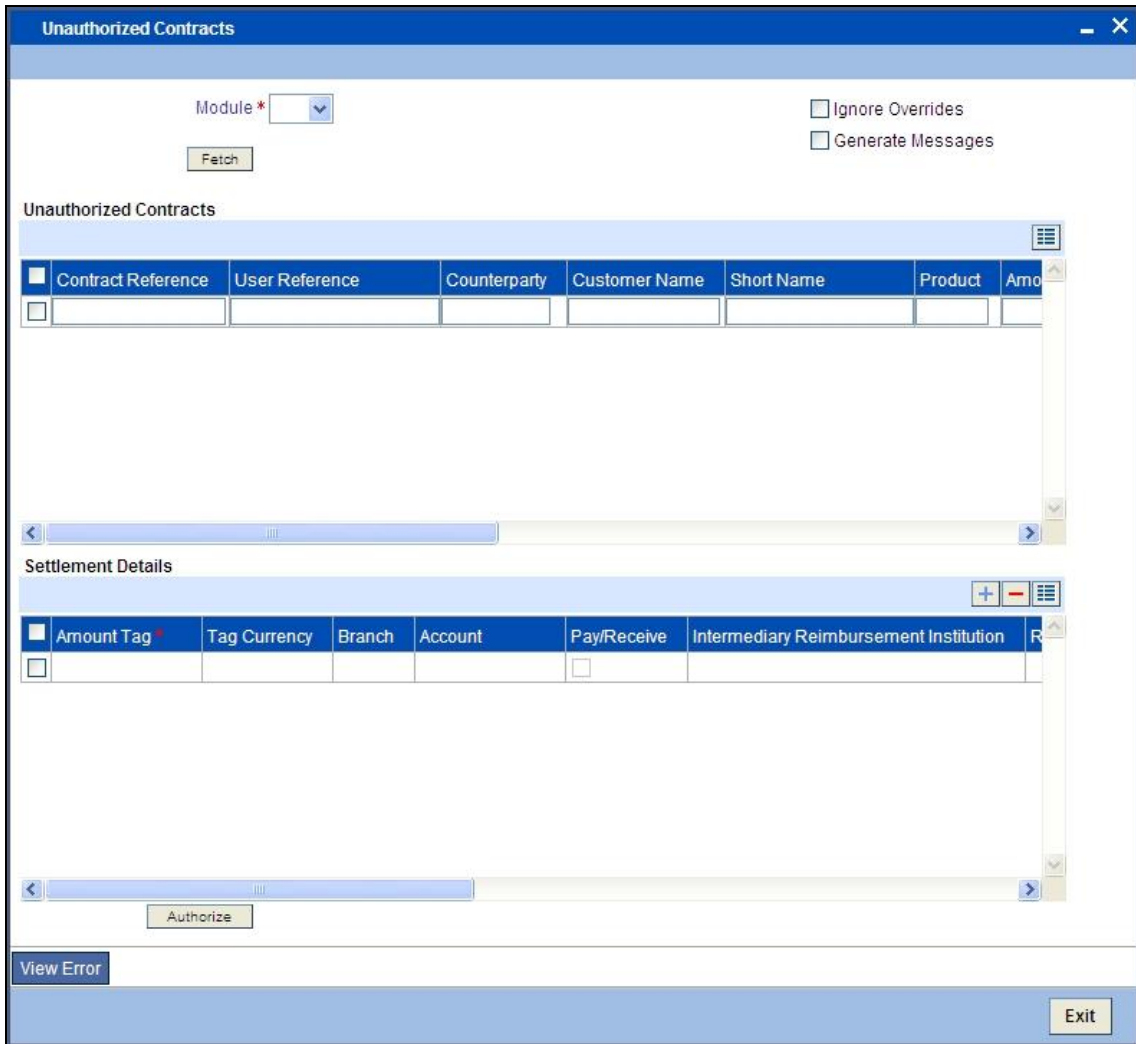 Unauthorized Contracts
Module *
Ignore Overrides
Generate Messages
Fetch
Unauthorized Contracts
Contract Reference User Reference Counterparty Customer Name Short Name Product Amo
Settlement Details
Amount Tag * Tag Currency Branch Account Pay/Receive Intermediary Reimbursement Institution R
Authorize
View Error
Exit